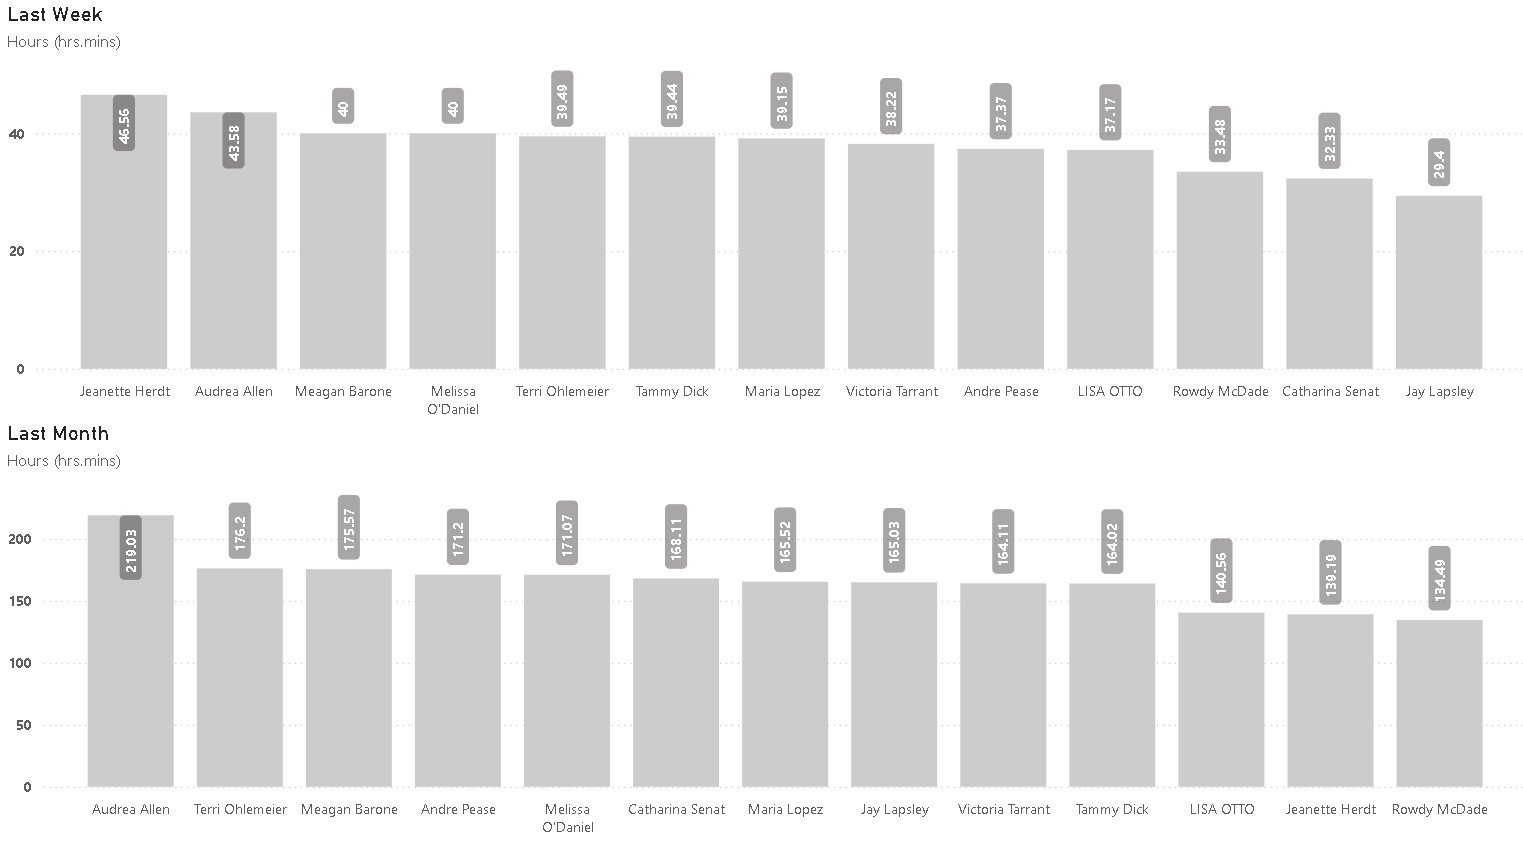 Last Week
Hours (hrs.mins)
46.56 43.58 40 40 39.49 39.44 39.15 38.22 37.37 37.17 33.48 32.33 29.4
40
20
0
Jeanette Herdt Audrea Allen Meagan Barone Melissa Terri Ohlemeier Tammy Dick Maria Lopez Victoria Tarrant Andre Pease LISA OTTO Rowdy McDade Catharina Senat Jay Lapsley
O'Daniel
Last Month
Hours (hrs.mins)
219.03 176.2 175.57 171.2 171.07 168.11 165.52 165.03 164.11 164.02 140.56 139.19 134.49
200
150
100
50
0
Audrea Allen Terri Ohlemeier Meagan Barone Andre Pease Melissa Catharina Senat Maria Lopez Jay Lapsley Victoria Tarrant Tammy Dick LISA OTTO Jeanette Herdt Rowdy McDade
O'Daniel